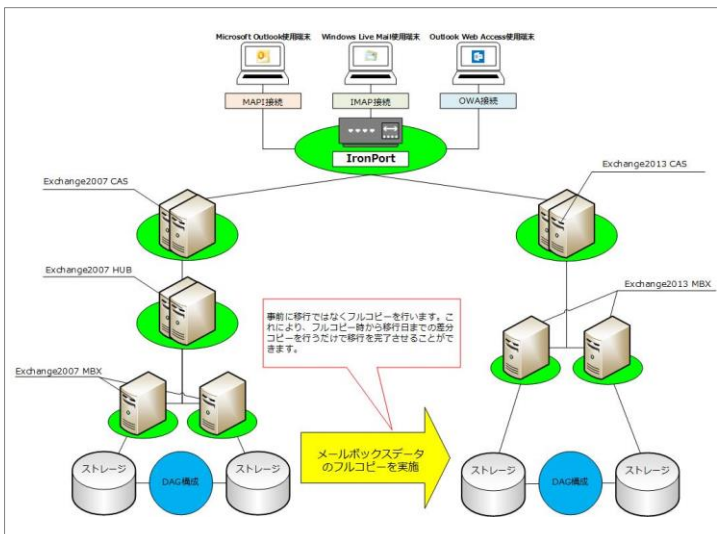 Microsoft Outlook使用端末
Windows Live Mail使用端末
Outlook Web Access使用端末
MAPI接続
IMAP接続
OWA接続
IronPort
Exchange2007 CAS
Exchange2013 CAS
Exchange2007 HUB
Exchange2013 MBX
事前に移行ではなくフルコピーを行います。こ
れにより、フルコピー時から移行日までの差分
コピーを行うだけで移行を完了させることがで
きます。
Exchange2007 MBX
メールボックスデータ
のフルコピーを実施
ストレージ
DAG構成
ストレージ
ストレージ
DAG構成
ストレージ